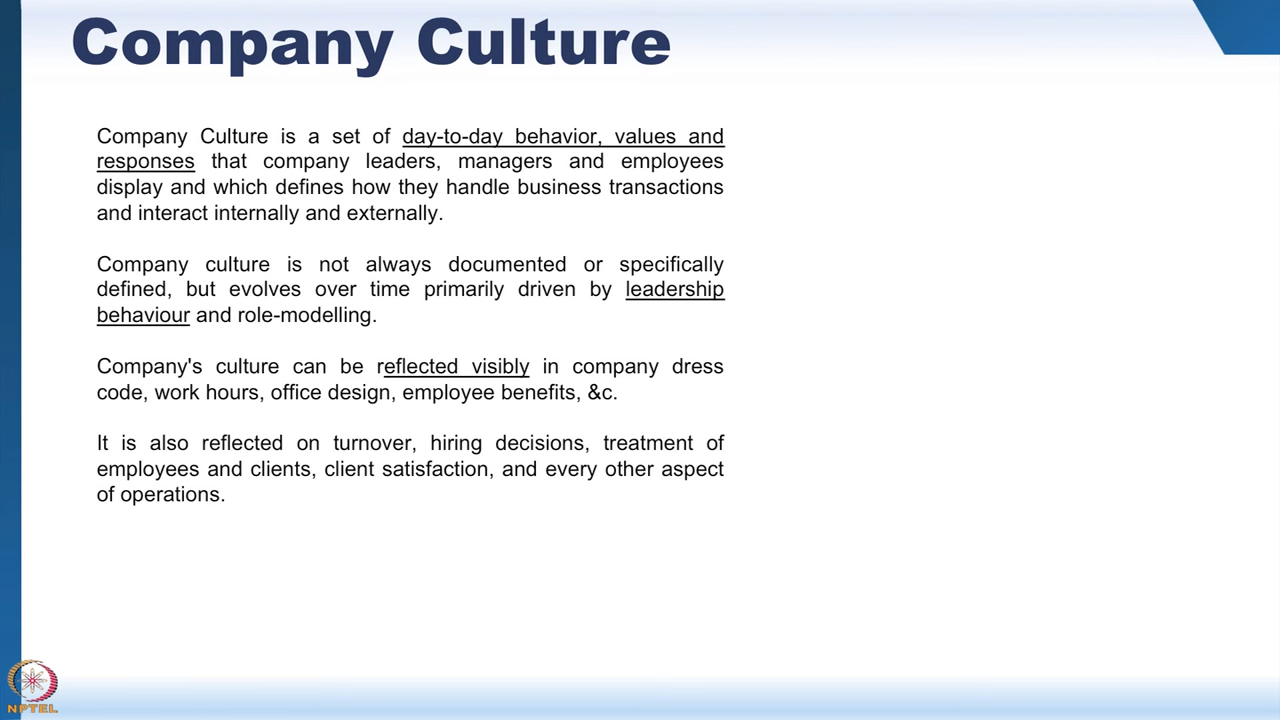 Company Culture
Company Culture is a set of day-to-day behavior, values and
responses that company leaders, managers and employees
display and which defines how they handle business transactions
and interact internally and externally.
Company culture is not always documented or specifically
defined, but evolves over time primarily driven by leadership
behaviour and role-modelling.
Company's culture can be reflected visibly in company dress
code, work hours, office design, employee benefits, &c.
It is also reflected on turnover, hiring decisions, treatment of
employees and clients, client satisfaction, and every other aspect
of operations.
NPTEL